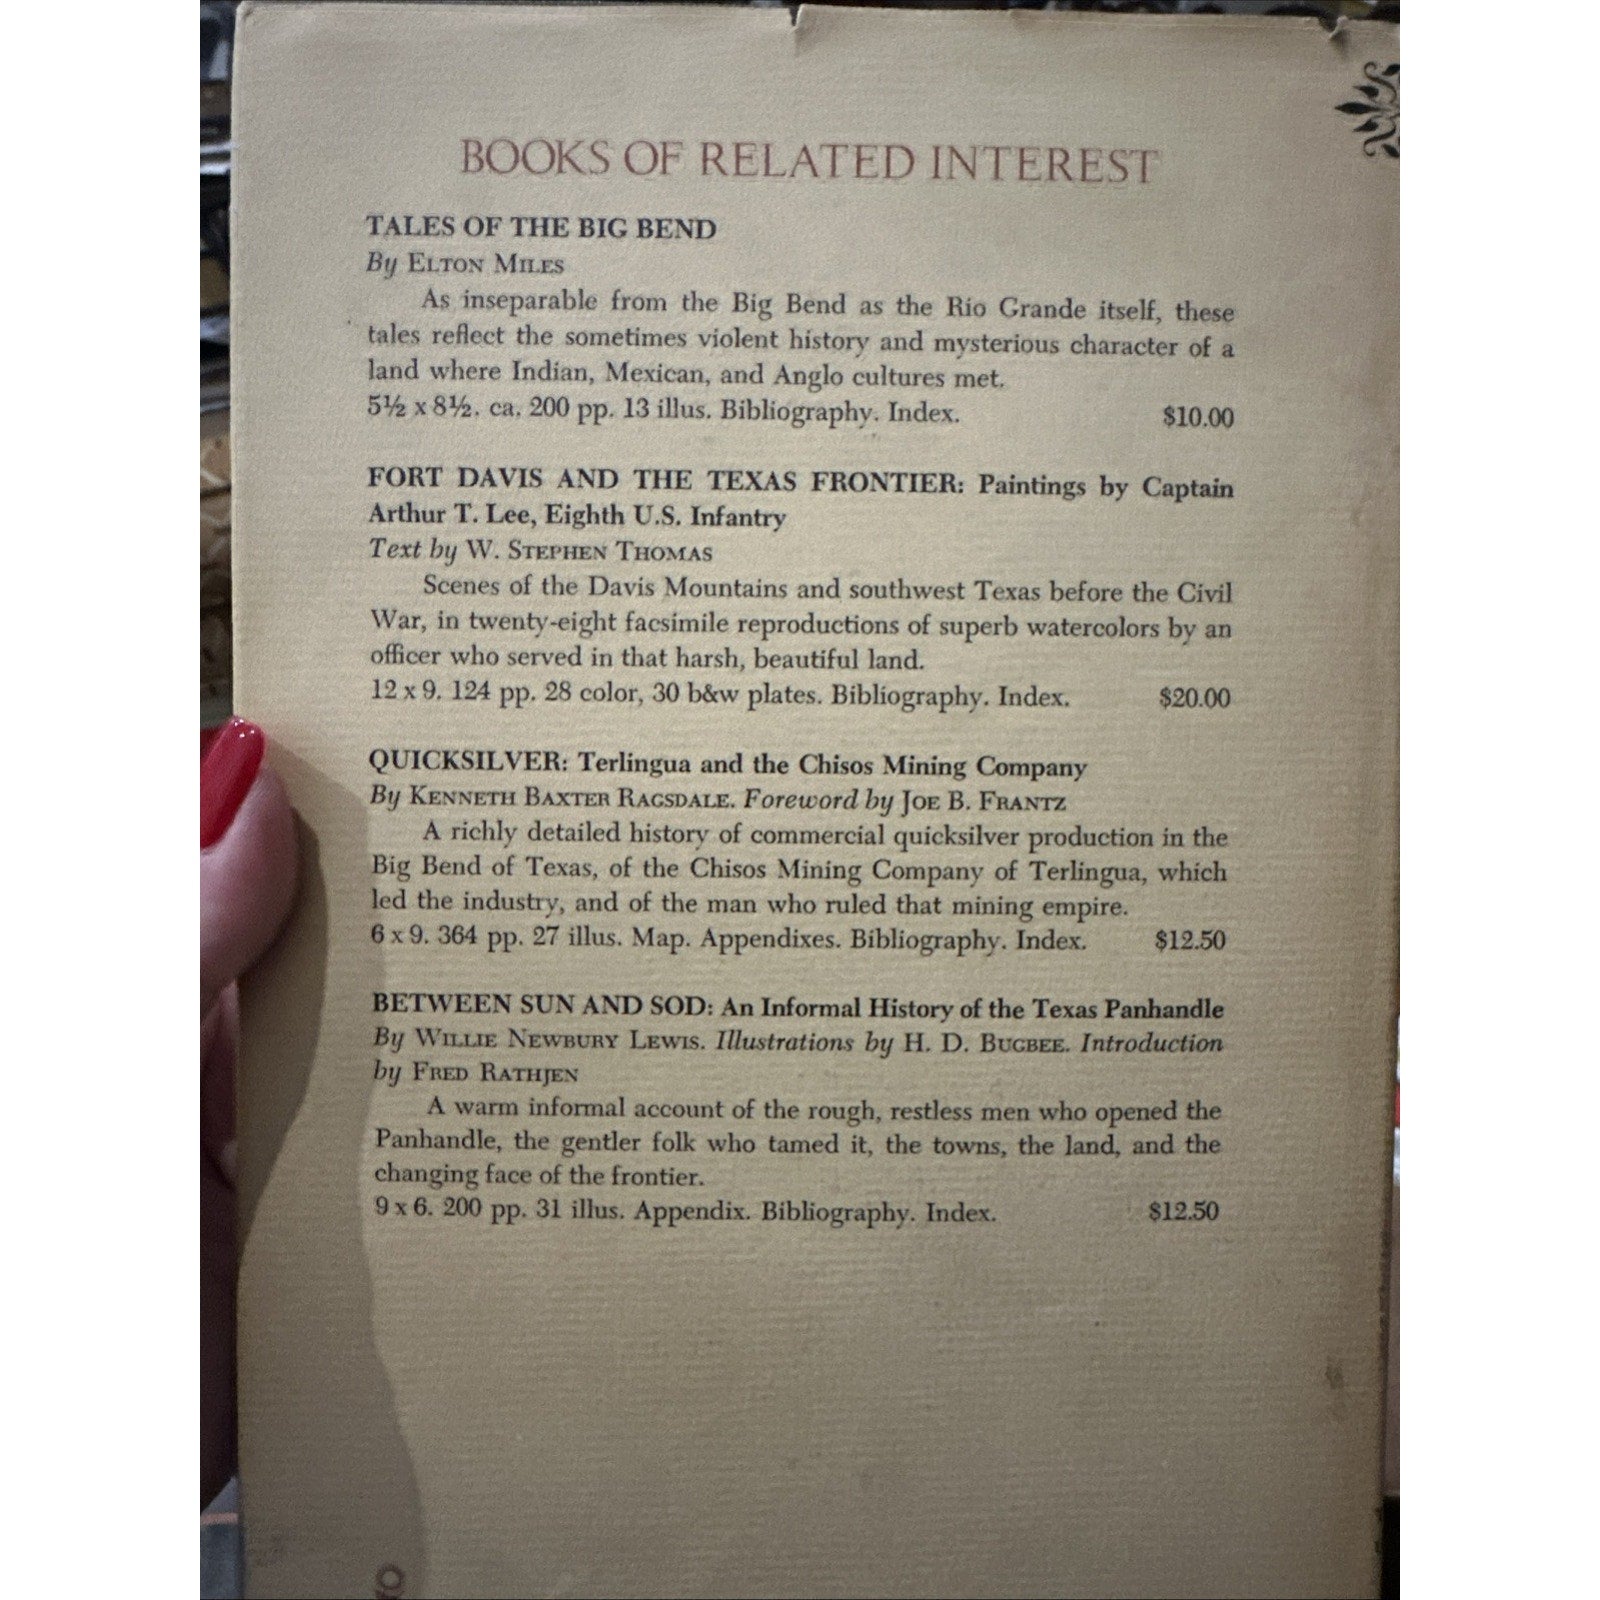 BOOKS OF RELATED INTEREST
TALES OF THE BIG BEND
By ELTON MILES
As inseparable from the Big Bend as the Rio Grande itself, these
tales reflect the sometimes violent history and mysterious character of a
land where Indian, Mexican, and Anglo cultures met.
5½ x 8½. ca. 200 pp. 13 illus. Bibliography. Index. $10.00
FORT DAVIS AND THE TEXAS FRONTIER: Paintings by Captain
Arthur T. Lee, Eighth U.S. Infantry
Text by W. STEPHEN THOMAS
Scenes of the Davis Mountains and southwest Texas before the Civil
War, in twenty-eight facsimile reproductions of superb watercolors by an
officer who served in that harsh, beautiful land.
12 x 9. 124 pp. 28 color, 30 b&w plates. Bibliography. Index. $20.00
QUICKSILVER: Terlingua and the Chisos Mining Company
By KENNETH BAXTER RAGSDALE. Foreword by JOE B. FRANTZ
A richly detailed history of commercial quicksilver production in the
Big Bend of Texas, of the Chisos Mining Company of Terlingua, which
led the industry, and of the man who ruled that mining empire.
6 x 9. 364 pp. 27 illus. Map. Appendixes. Bibliography. Index. $12.50
BETWEEN SUN AND SOD: An Informal History of the Texas Panhandle
By WILLIE NEWBURY LEWIS. Illustrations by H. D. BUGBEE. Introduction
by FRED RATHJEN
A warm informal account of the rough, restless men who opened the
Panhandle, the gentler folk who tamed it, the towns, the land, and the
changing face of the frontier.
9 x 6. 200 pp. 31 illus. Appendix. Bibliography. Index. $12.50